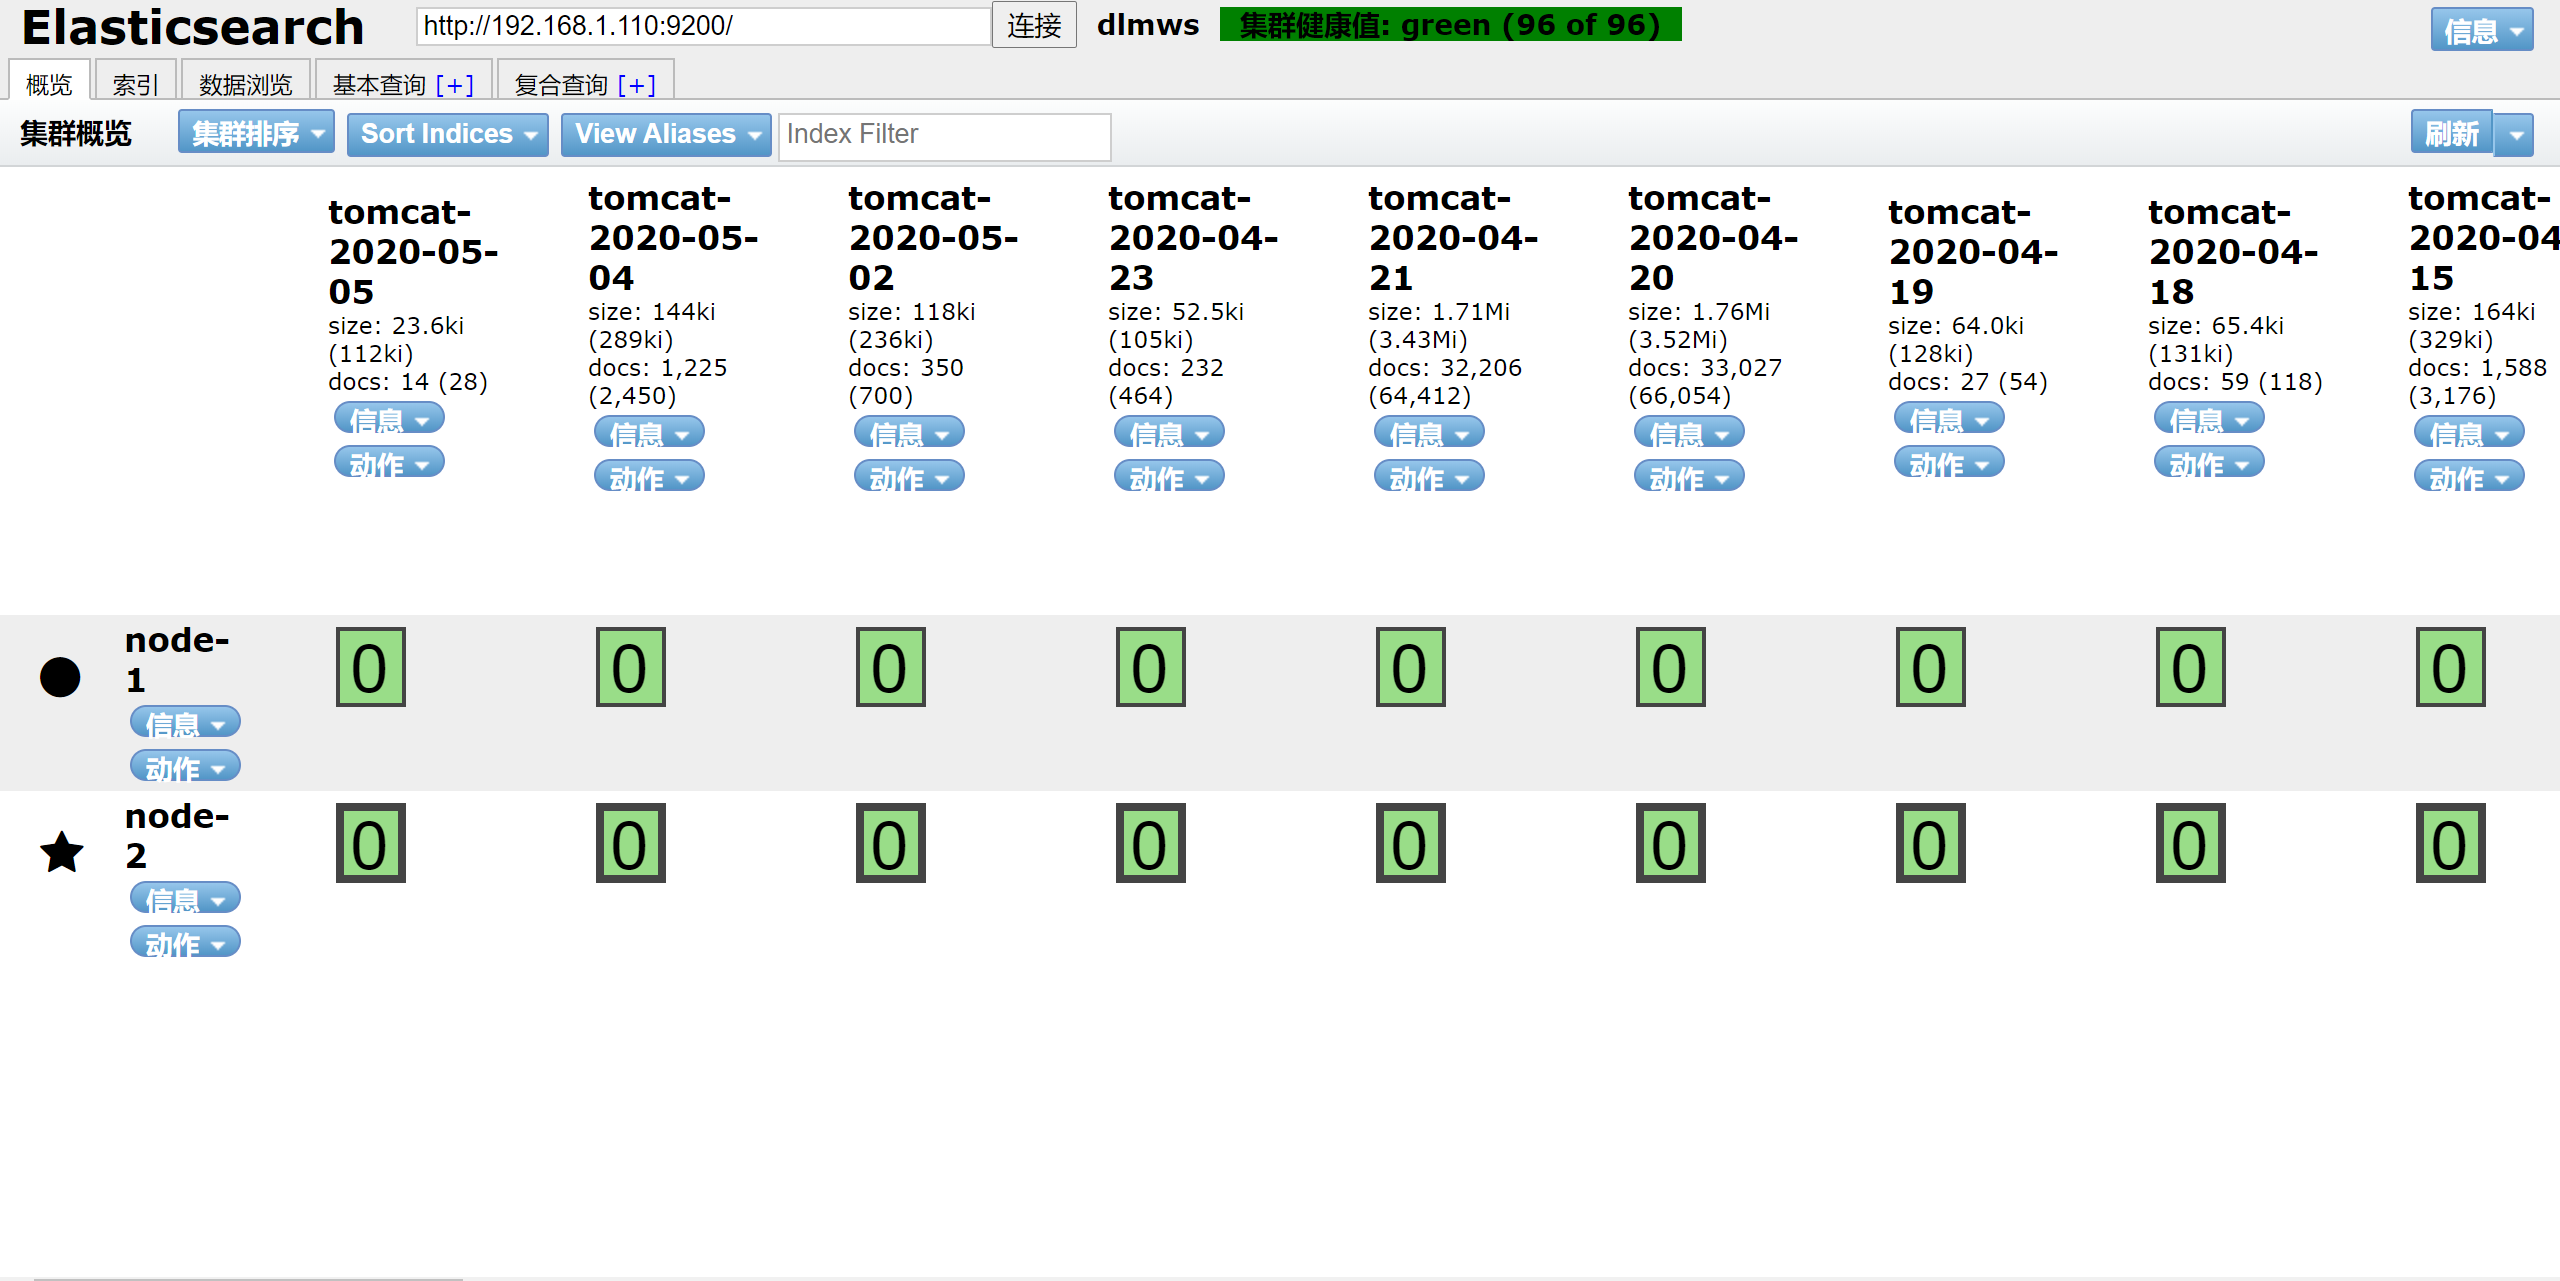 Elasticsearch
http://192.168.1.110:9200/
连接
dlmws
集群健康值: green (96 of 96)
信息
概览
索引
数据浏览
基本查询 [+]
复合查询 [+]
集群概览
集群排序
Sort Indices
View Aliases
Index Filter
刷新
tomcat-
2020-05-
05
size: 23.6ki
(112ki)
docs: 14 (28)
信息
动作
tomcat-
2020-05-
04
size: 144ki
(289ki)
docs: 1,225
(2,450)
信息
动作
tomcat-
2020-05-
02
size: 118ki
(236ki)
docs: 350
(700)
信息
动作
tomcat-
2020-04-
23
size: 52.5ki
(105ki)
docs: 232
(464)
信息
动作
tomcat-
2020-04-
21
size: 1.71Mi
(3.43Mi)
docs: 32,206
(64,412)
信息
动作
tomcat-
2020-04-
20
size: 1.76Mi
(3.52Mi)
docs: 33,027
(66,054)
信息
动作
tomcat-
2020-04-
19
size: 64.0ki
(128ki)
docs: 27 (54)
信息
动作
tomcat-
2020-04-
18
size: 65.4ki
(131ki)
docs: 59 (118)
信息
动作
tomcat-
2020-04
15
size: 164ki
(329ki)
docs: 1,588
(3,176)
信息
动作
node-
1
信息
动作
0 0 0 0 0 0 0 0 0
node-
2
信息
动作
0 0 0 0 0 0 0 0 0